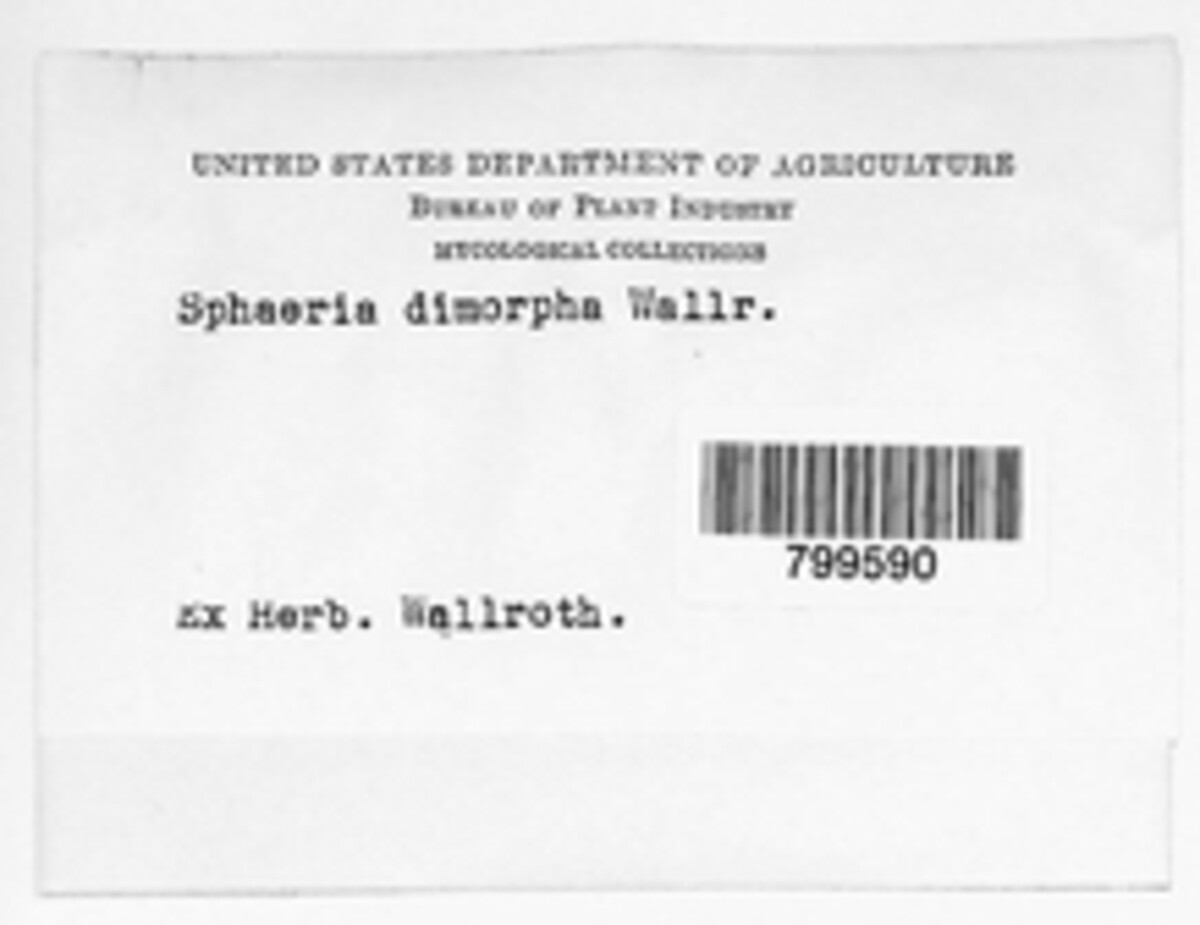 UNITED STATES DEPARTMENT OF AGRICULTURE
BUREAU OF PLANT INDUSTRY
MYCOLOGICAL COLLECTIONS
Sphaeria dimorpha Wallr.
799590
Ex Herb. Wallroth.